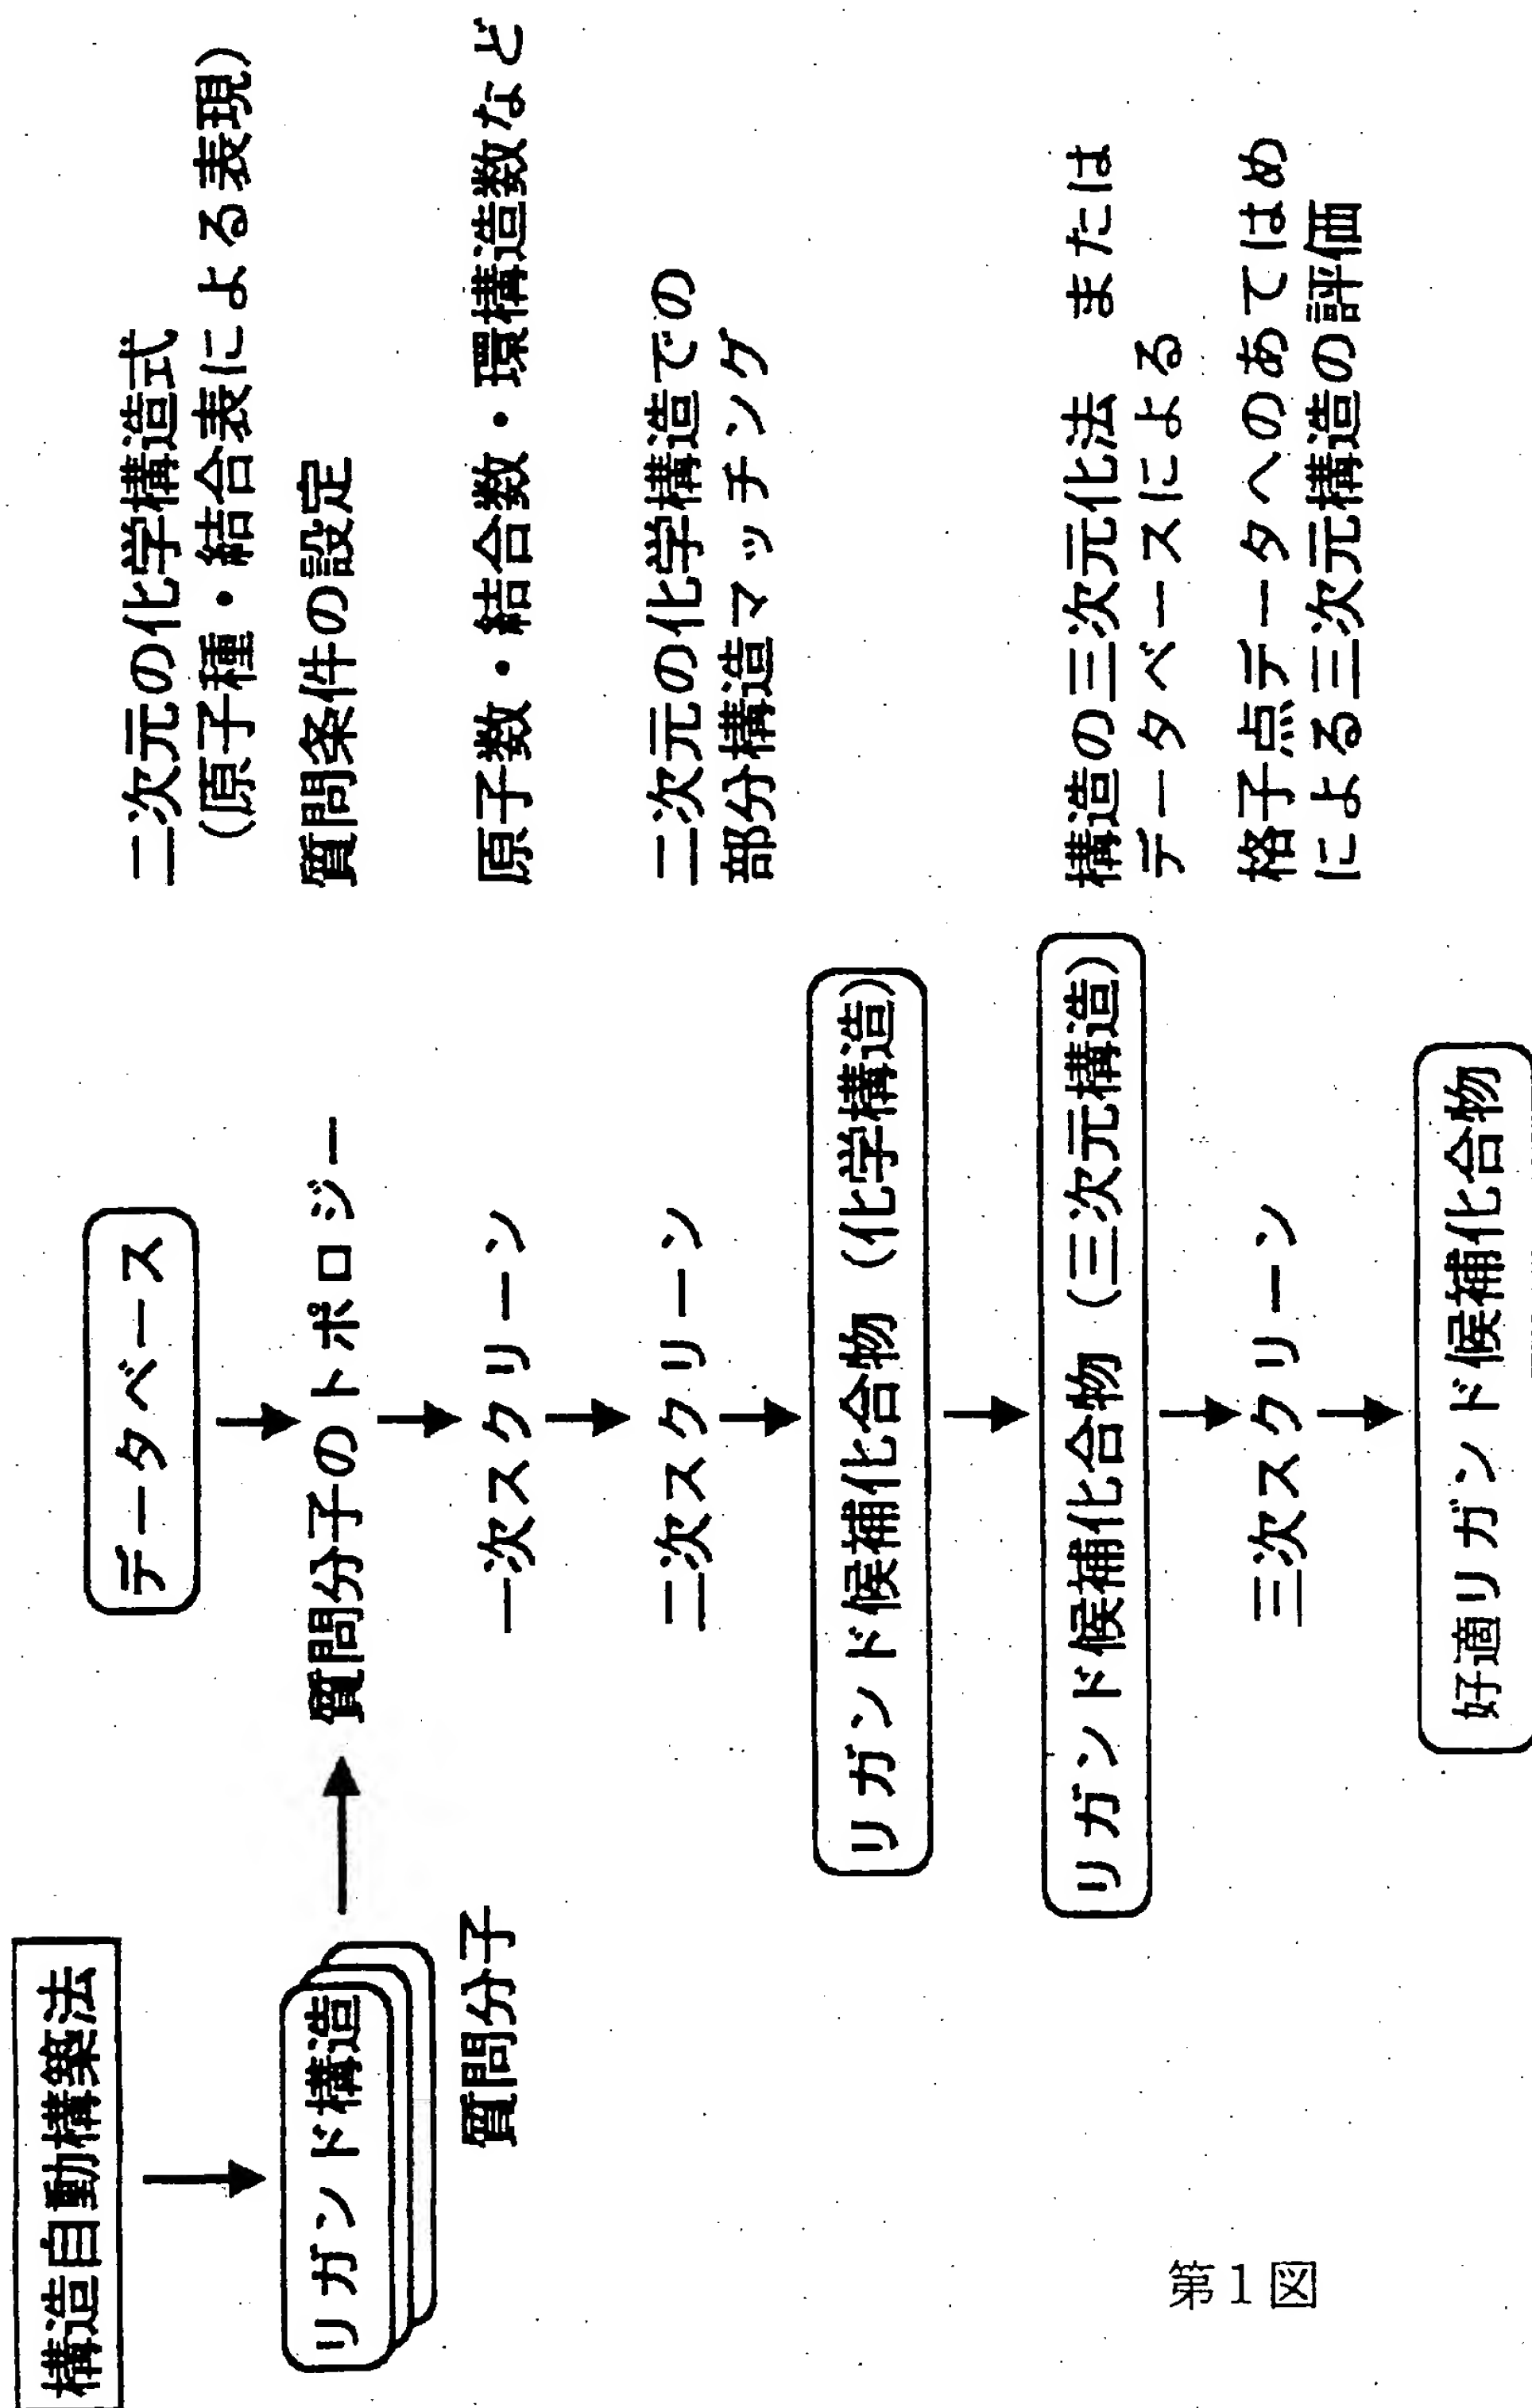 構造自動構築法
リガンド構造
質問分子
データベース
質問分子のトポロジー
一次スクリーン
二次スクリーン
リガンド候補化合物 (化学構造)
リガンド候補化合物 (三次元構造)
三次スクリーン
好適リガンド候補化合物
二次元の化学構造式
(原子種・結合表による表現)
質問条件の設定
原子数・結合数・環構造数など
二次元の化学構造での
部分構造マッチング
構造の三次元化法 または
データベースによる
格子点データへのあてはめ
による三次元構造の評価
第1図